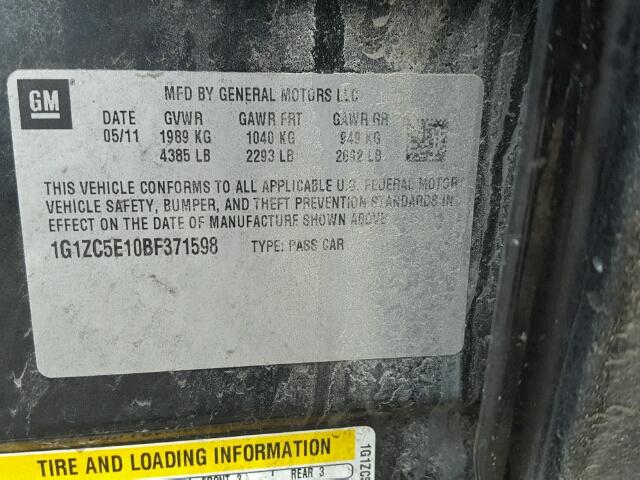 GM
MFD BY GENERAL MOTORS LLC
DATE GVWR GAWR FRT GAWR RR
05/11 1989 KG 1040 KG 949 KG
4385 LB 2293 LB 2092 LB
THIS VEHICLE CONFORMS TO ALL APPLICABLE U.S. FEDERAL MOTOR
VEHICLE SAFETY, BUMPER, AND THEFT PREVENTION STANDARDS IN
EFFECT ON THE DATE OF MANUFACTURE SHOWN ABOVE
1G1ZC5E10BF371598 TYPE: PASS CAR
TIRE AND LOADING INFORMATION
FRONT 2 REAR 3
1G1ZC5